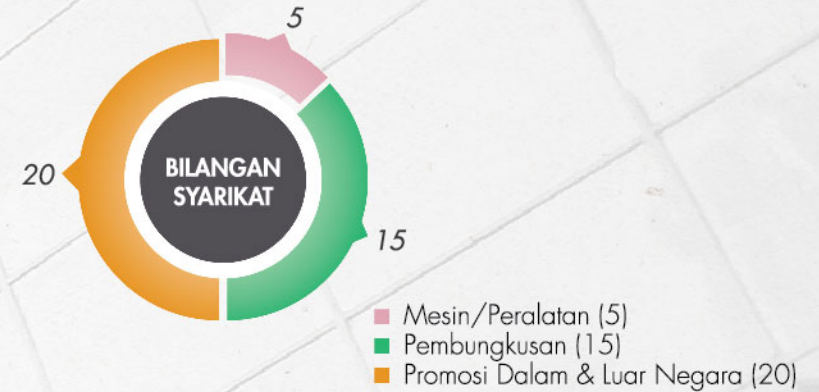 5
BILANGAN
SYARIKAT
20
15
Mesin/Peralatan (5)
Pembungkusan (15)
Promosi Dalam & Luar Negara (20)